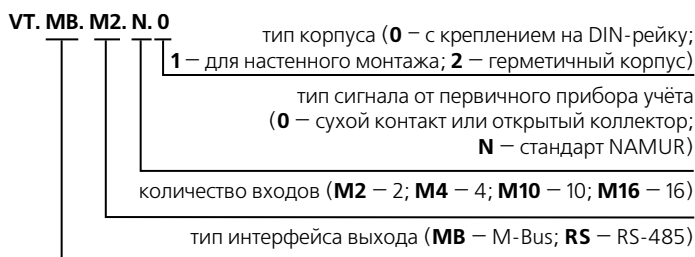 VT. MB. M2. N. 0
тип корпуса (0 – с креплением на DIN-рейку;
1 – для настенного монтажа; 2 – герметичный корпус)
тип сигнала от первичного прибора учёта
(0 – сухой контакт или открытый коллектор;
N – стандарт NAMUR)
количество входов (M2 – 2; M4 – 4; M10 – 10; M16 – 16)
тип интерфейса выхода (MB – M-Bus; RS – RS-485)